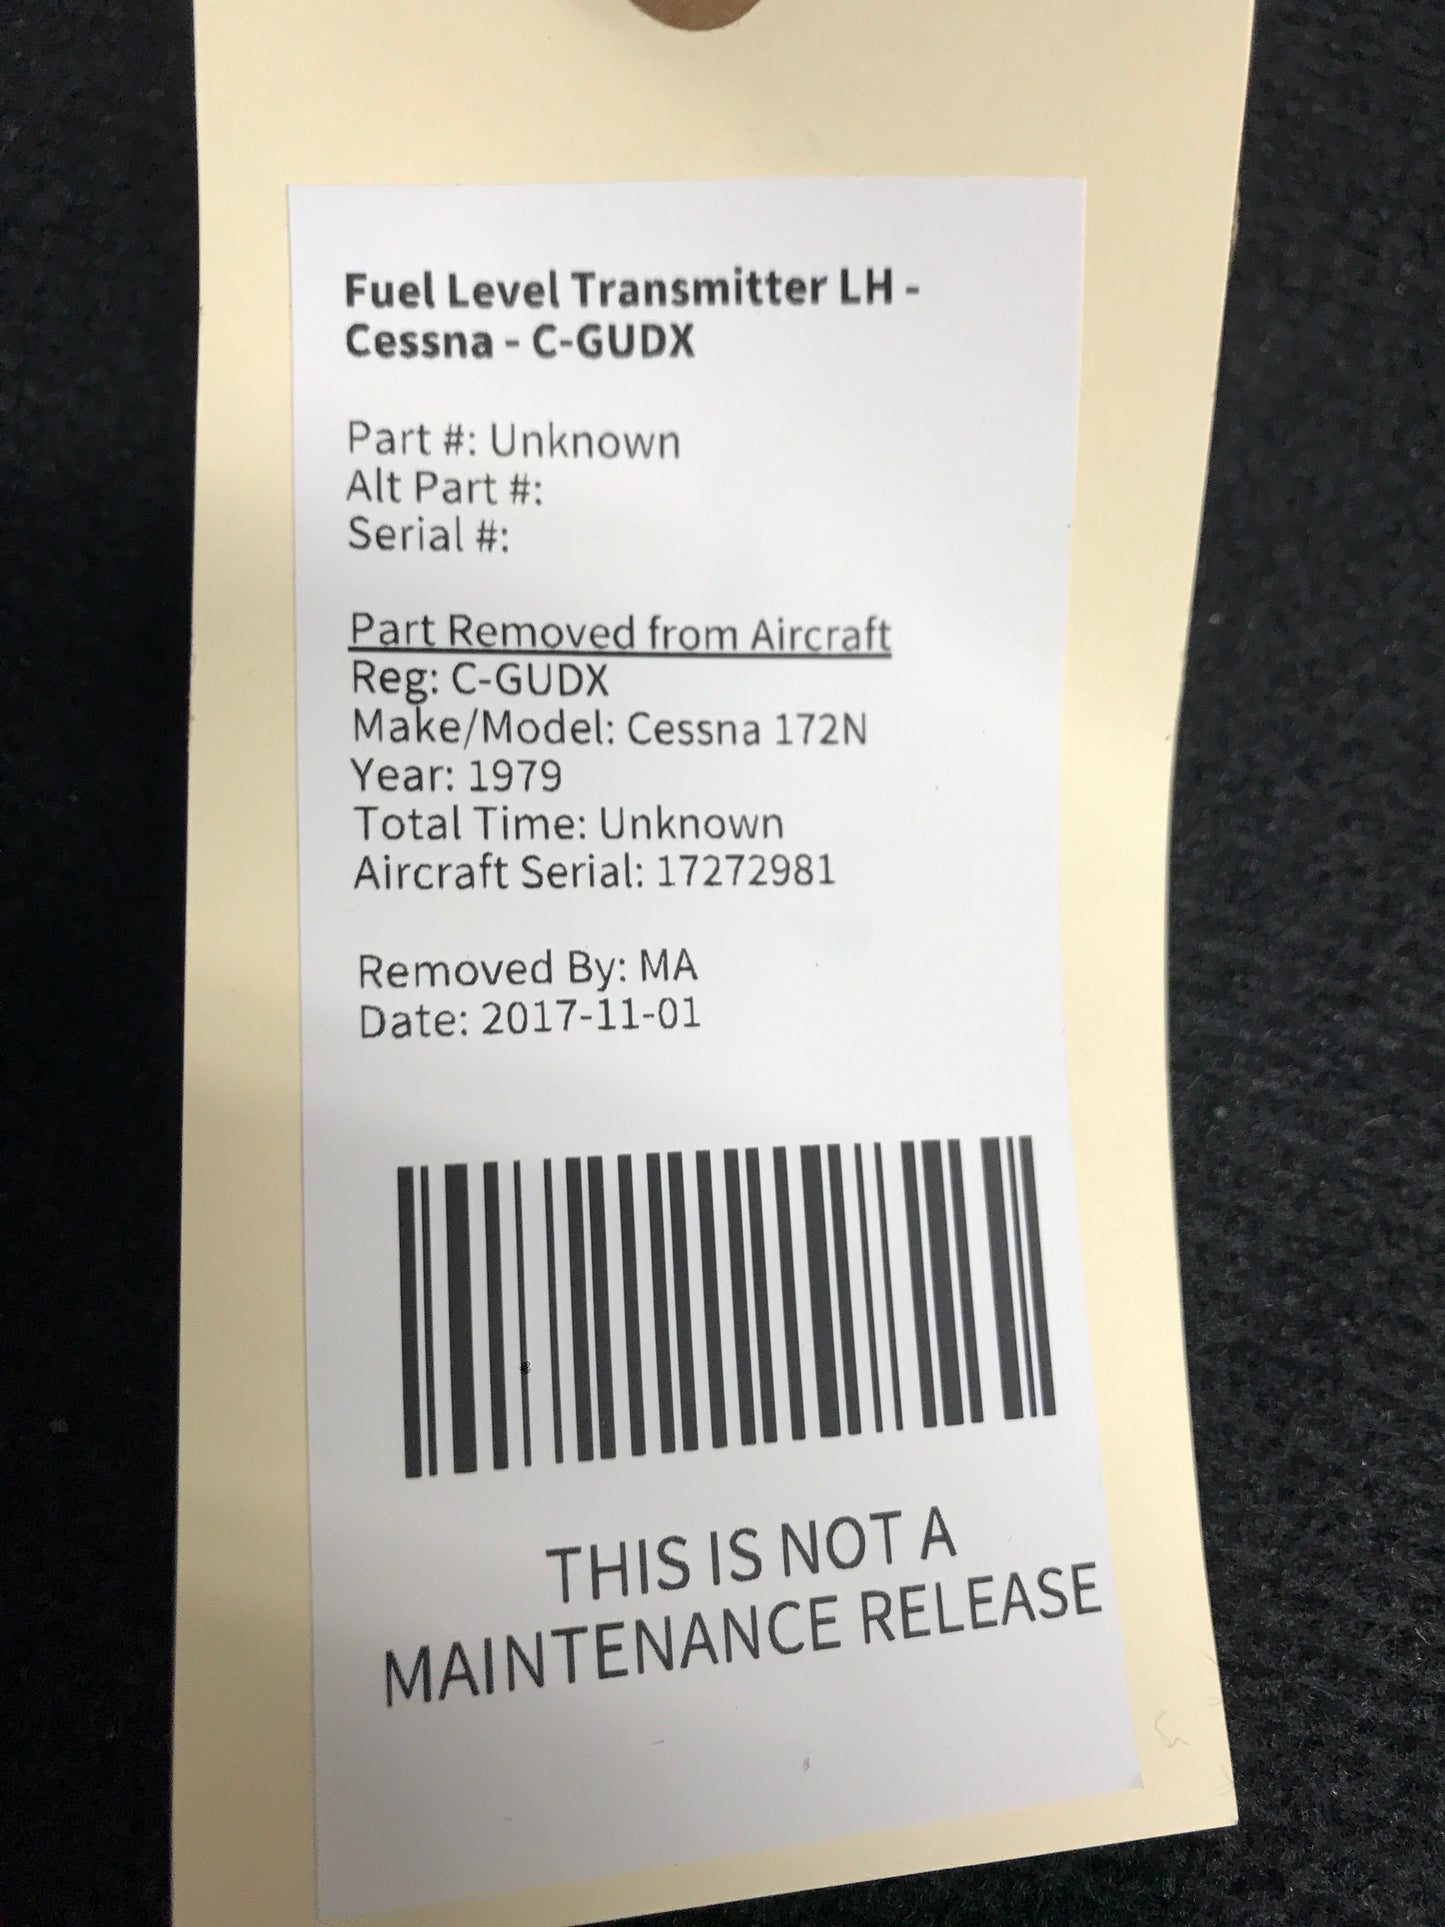 Fuel Level Transmitter LH -
Cessna - C-GUDX
Part #: Unknown
Alt Part #:
Serial #:
Part Removed from Aircraft
Reg: C-GUDX
Make/Model: Cessna 172N
Year: 1979
Total Time: Unknown
Aircraft Serial: 17272981
Removed By: MA
Date: 2017-11-01
THIS IS NOT A
MAINTENANCE RELEASE